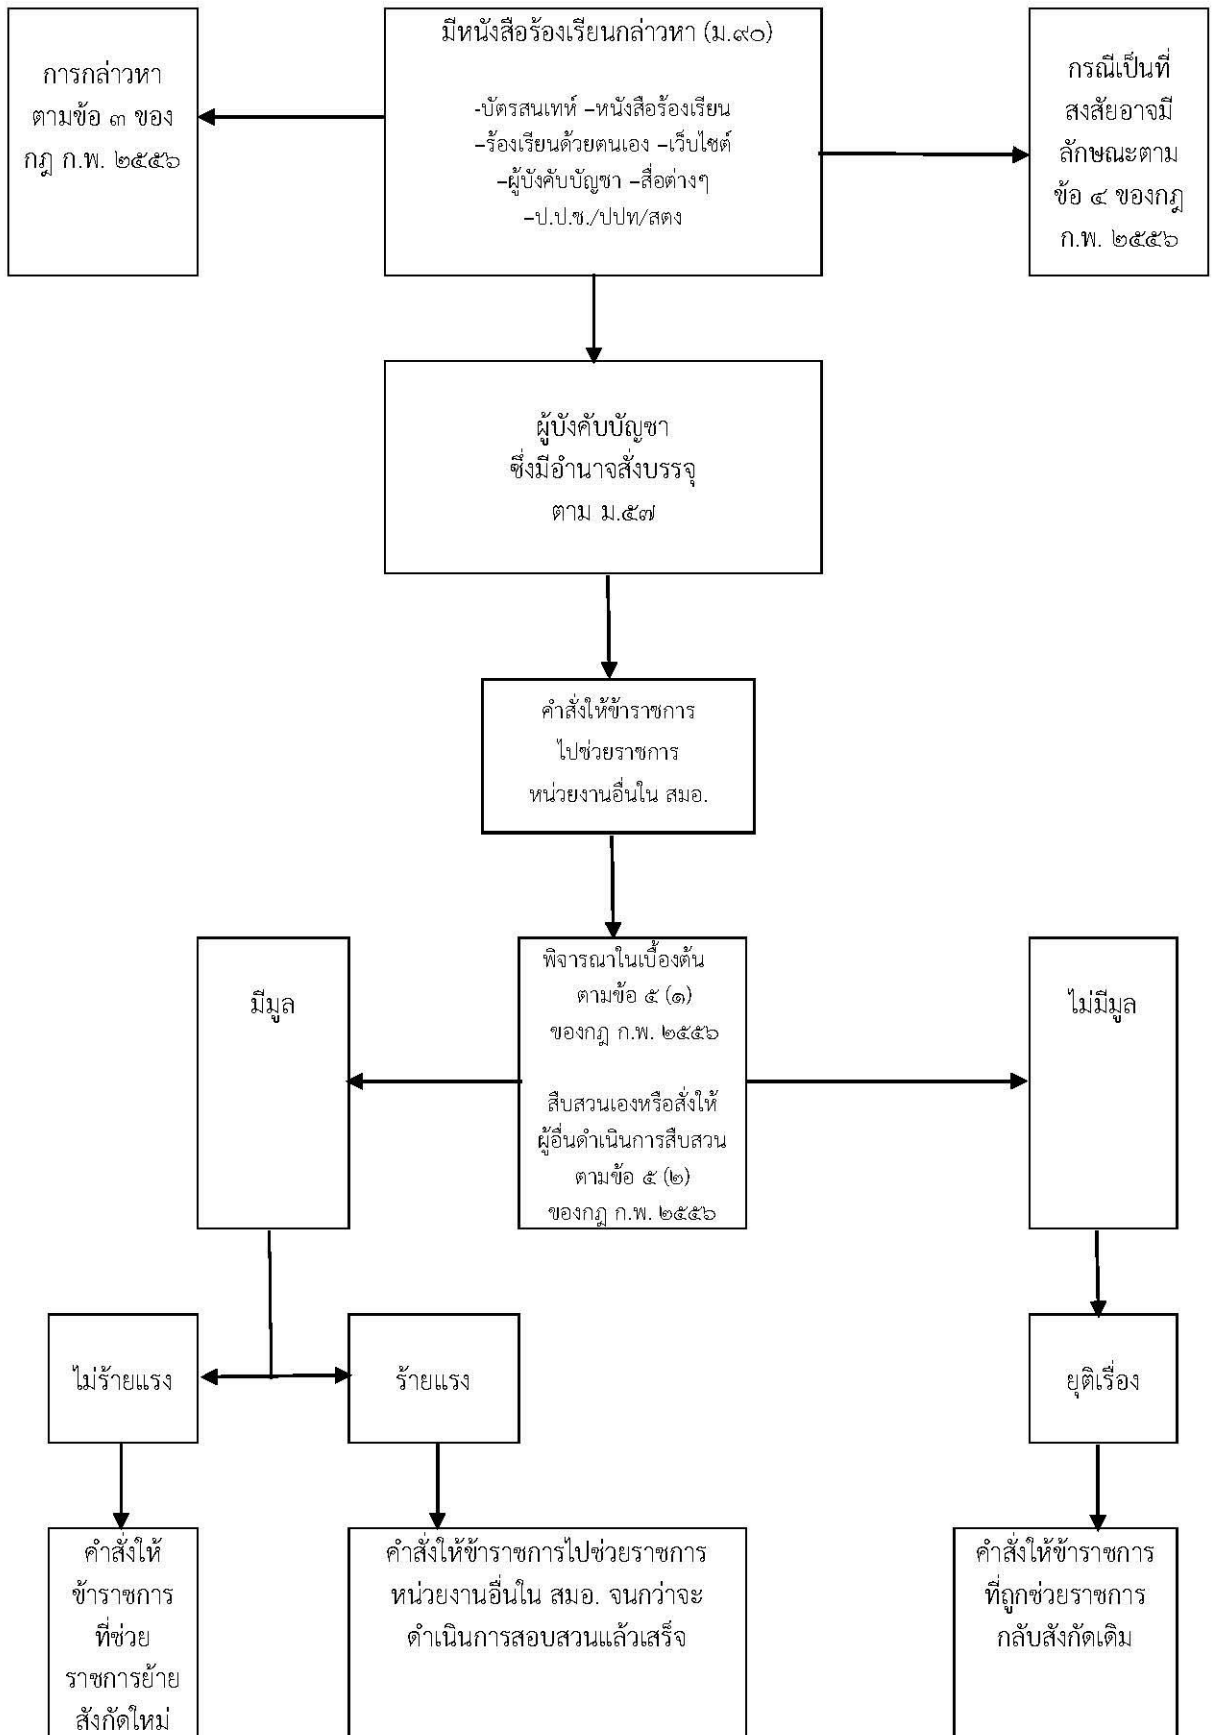 การกล่าวหา
ตามข้อ ๓ ของ
กฎ ก.พ. ๒๕๕๖
มีหนังสือร้องเรียนกล่าวหา (ม.๙๐)
-บัตรสนเทห์ –หนังสือร้องเรียน
–ร้องเรียนด้วยตนเอง –เว็บไซต์
–ผู้บังคับบัญชา –สื่อต่างๆ
–ป.ป.ช./ปปท/สตง
กรณีเป็นที่
สงสัยอาจมี
ลักษณะตาม
ข้อ ๔ ของกฎ
ก.พ. ๒๕๕๖
ผู้บังคับบัญชา
ซึ่งมีอำนาจสั่งบรรจุ
ตาม ม.๕๗
คำสั่งให้ข้าราชการ
ไปช่วยราชการ
หน่วยงานอื่นใน สมอ.
มีมูล
พิจารณาในเบื้องต้น
ตามข้อ ๕ (๑)
ของกฎ ก.พ. ๒๕๕๖
สืบสวนเองหรือสั่งให้
ผู้อื่นดำเนินการสืบสวน
ตามข้อ ๕ (๒)
ของกฎ ก.พ. ๒๕๕๖
ไม่มีมูล
ไม่ร้ายแรง
ร้ายแรง
ยุติเรื่อง
คำสั่งให้
ข้าราชการ
ที่ช่วย
ราชการย้าย
สังกัดใหม่
คำสั่งให้ข้าราชการไปช่วยราชการ
หน่วยงานอื่นใน สมอ. จนกว่าจะ
ดำเนินการสอบสวนแล้วเสร็จ
คำสั่งให้ข้าราชการ
ที่ถูกช่วยราชการ
กลับสังกัดเดิม